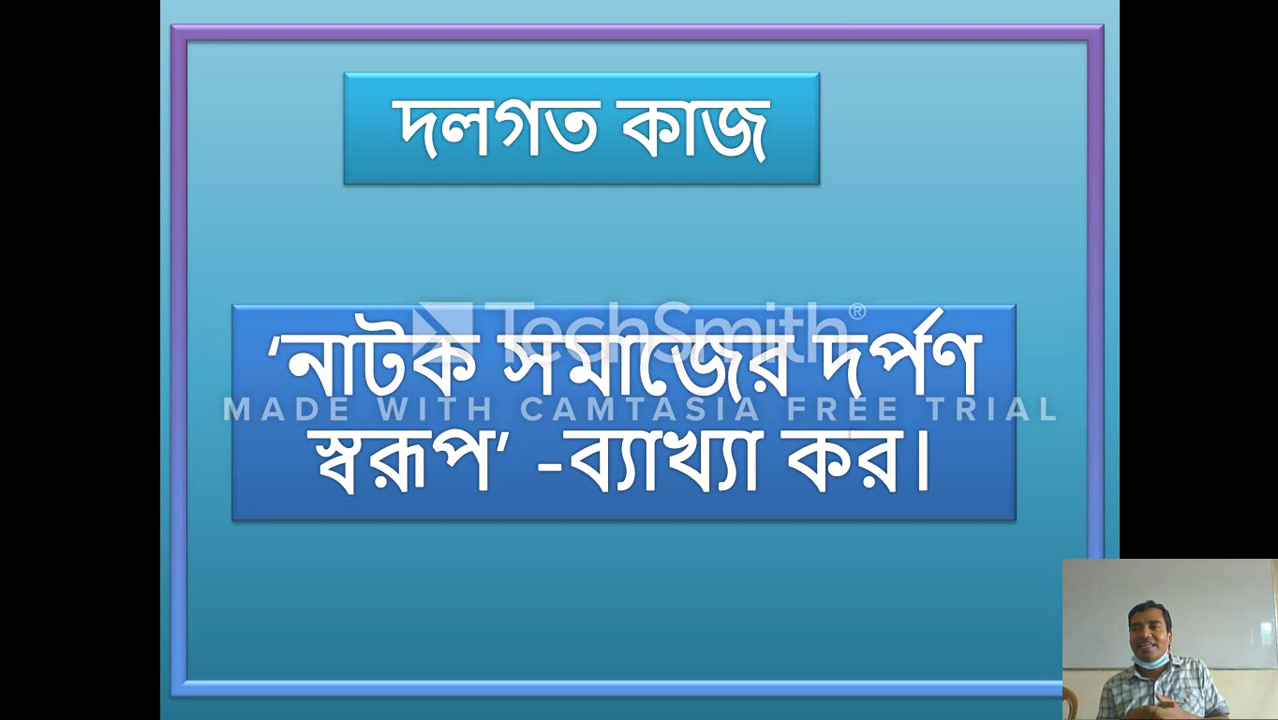 দলগত কাজ
TechSmith®
‘নাটক সমাজের দর্পণ
MADE WITH CAMTASIA FREE TRIAL
স্বরূপ’ -ব্যাখ্যা কর।